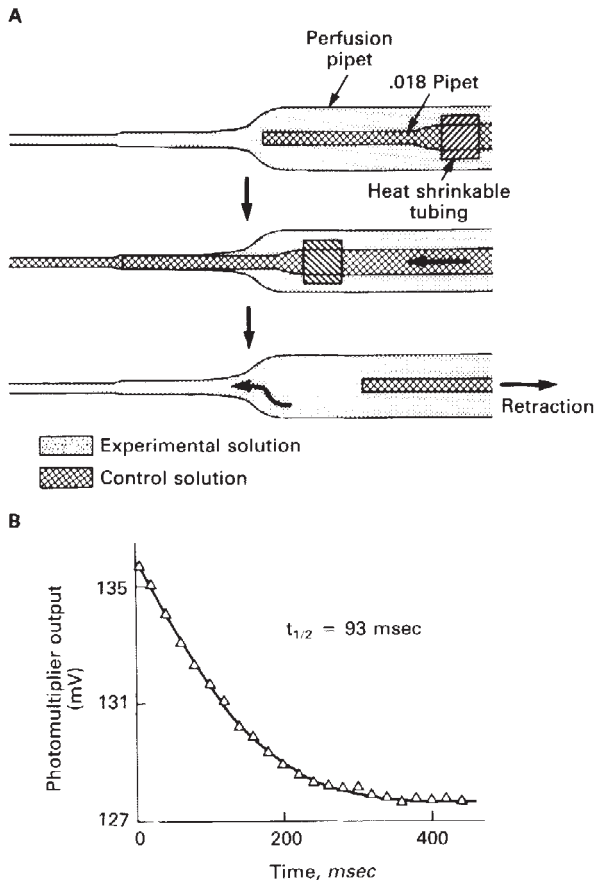 A
Perfusion
pipet
.018 Pipet
Heat shrinkable
tubing
Retraction
Experimental solution
Control solution
B
Photomultiplier output
(mV)
135
131
127
t1/2 = 93 msec
0
200
400
Time, msec